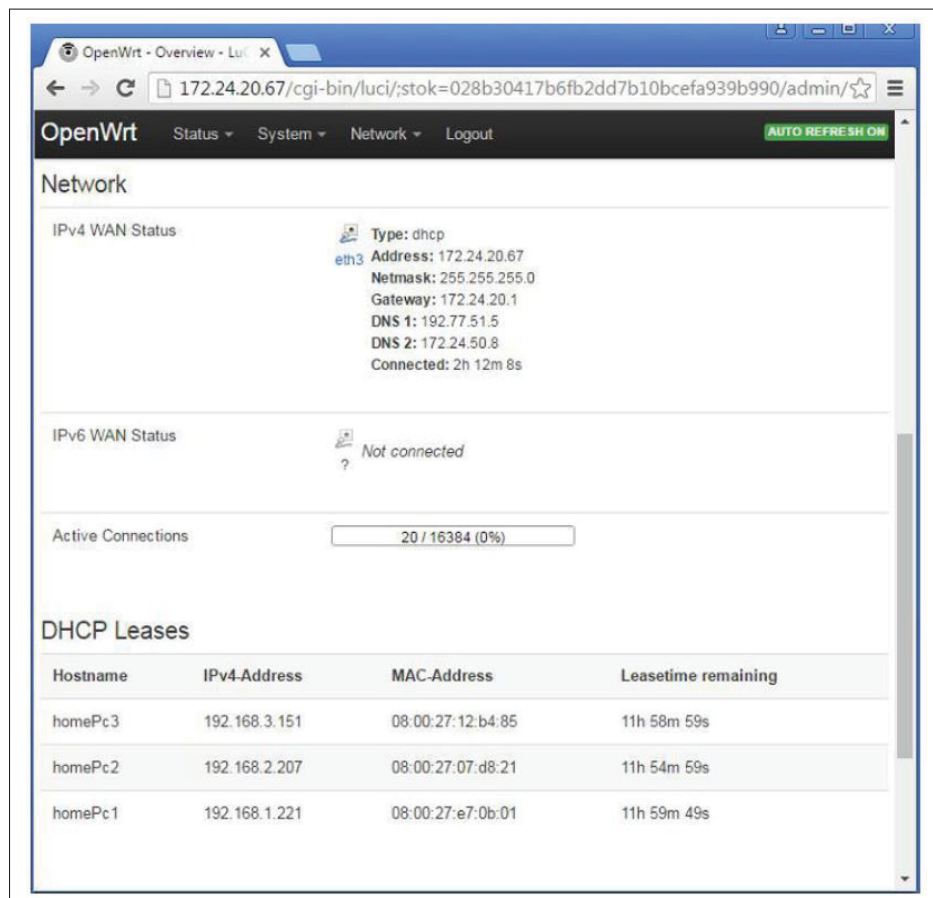 OpenWrt - Overview - LuC
172.24.20.67/cgi-bin/luci/;stok=028b30417b6fb2dd7b10bcefa939b990/admin/
OpenWrt Status System Network Logout AUTO REFRESH ON
Network
IPv4 WAN Status
eth3
Type: dhcp
Address: 172.24.20.67
Netmask: 255.255.255.0
Gateway: 172.24.20.1
DNS 1: 192.77.51.5
DNS 2: 172.24.50.8
Connected: 2h 12m 8s
IPv6 WAN Status
?
Not connected
Active Connections 20 / 16384 (0%)
DHCP Leases
Hostname IPv4-Address MAC-Address Leasetime remaining
homePc3 192.168.3.151 08:00:27:12:b4:85 11h 58m 59s
homePc2 192.168.2.207 08:00:27:07:d8:21 11h 54m 59s
homePc1 192.168.1.221 08:00:27:e7:0b:01 11h 59m 49s